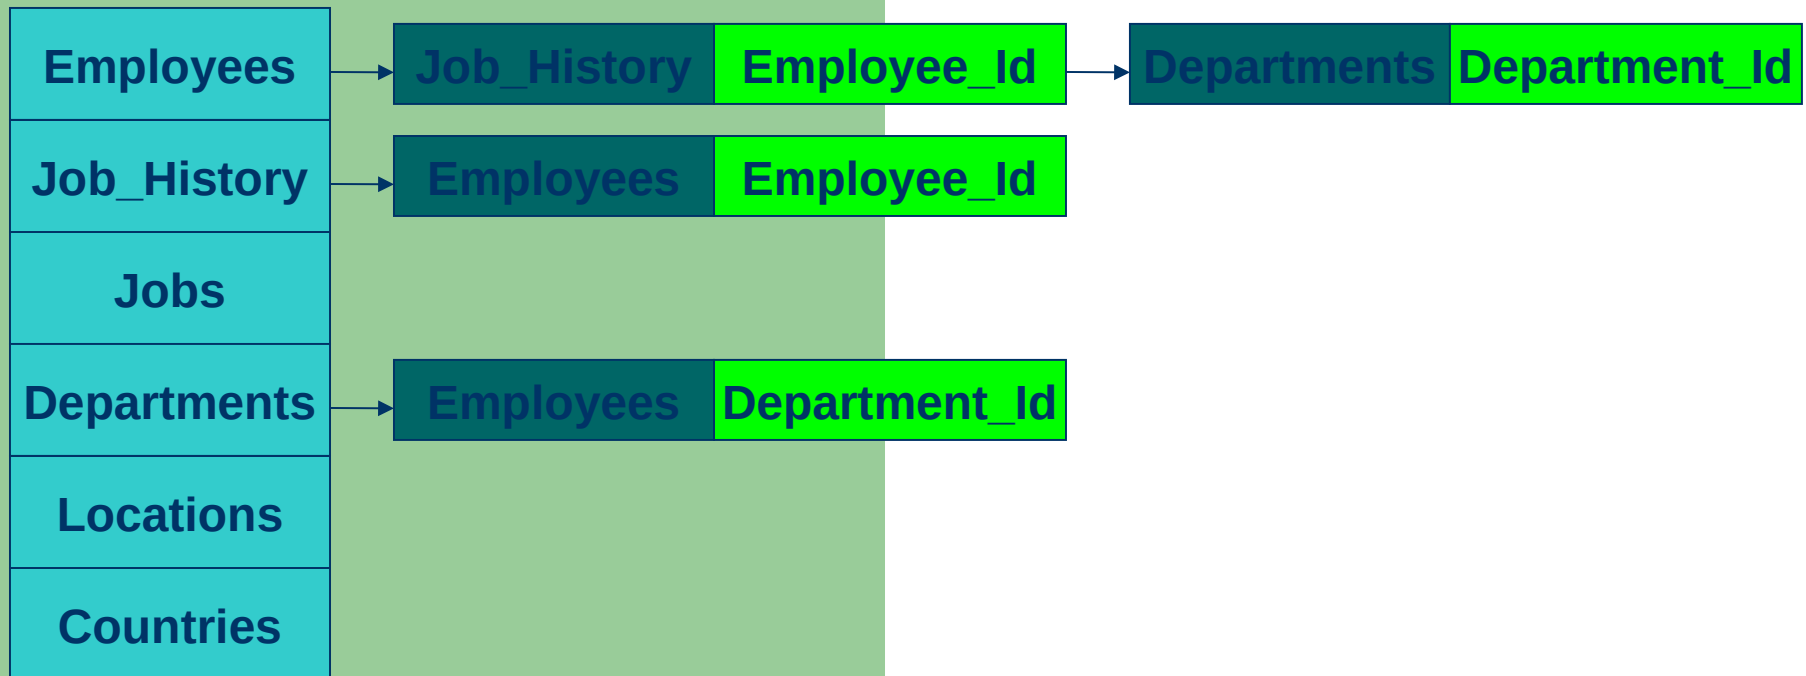 Employees Job_History Employee_Id Departments Department_Id
Job_History Employees Employee_Id
Jobs
Departments Employees Department_Id
Locations
Countries